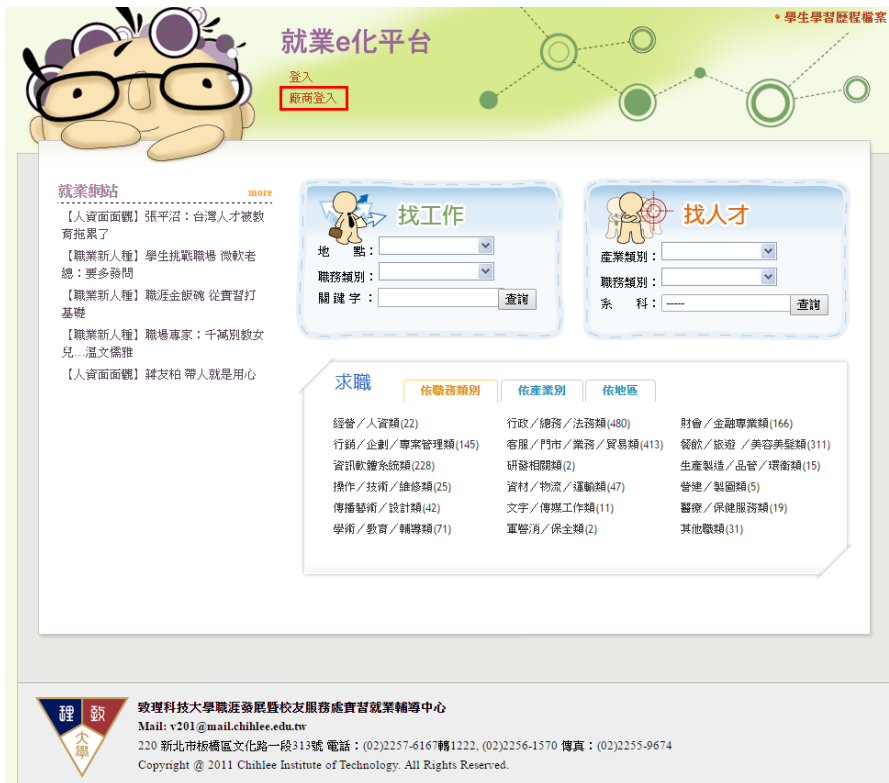 • 學生學習歷程檔案
就業e化平台
登入
廠商登入
就業網站 more
【人資面面觀】張平沼：台灣人才被教
育拖累了
【職業新人種】學生挑戰職場 微軟老
總：要多發問
【職業新人種】職涯金飯碗 從實習打
基礎
【職業新人種】職場專家：千萬別教女
兒...溫文儒雅
【人資面面觀】蔣友柏 帶人就是用心
找工作
地 點：
職務類別：
關 鍵 字 ： 查詢
找人才
產業類別：
職務類別：
系 科：----- 查詢
求職 依職務類別 依產業別 依地區
經營／人資類(22) 行政／總務／法務類(480) 財會／金融專業類(166)
行銷／企劃／專案管理類(145) 客服／門市／業務／貿易類(413) 餐飲／旅遊 ／美容美髮類(311)
資訊軟體系統類(228) 研發相關類(2) 生產製造／品管／環衛類(15)
操作／技術／維修類(25) 資材／物流／運輸類(47) 營建／製圖類(5)
傳播藝術／設計類(42) 文字／傳媒工作類(11) 醫療／保健服務類(19)
學術／教育／輔導類(71) 軍警消／保全類(2) 其他職類(31)
理 致
大
學
致理科技大學職涯發展暨校友服務處實習就業輔導中心
Mail: v201@mail.chihlee.edu.tw
220 新北市板橋區文化路一段313號 電話：(02)2257-6167轉1222, (02)2256-1570 傳真：(02)2255-9674
Copyright @ 2011 Chihlee Institute of Technology. All Rights Reserved.